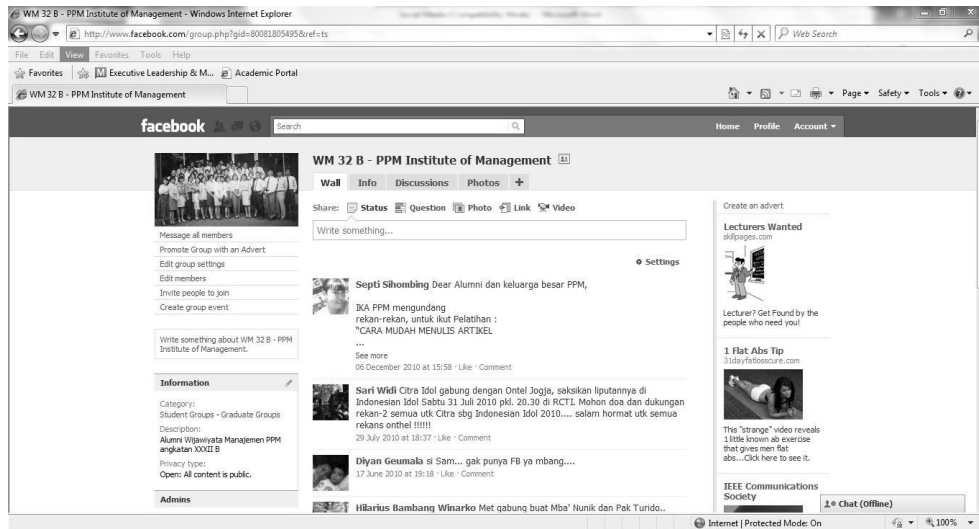 WM 32 B - PPM Institute of Management - Windows Internet Explorer
http://www.facebook.com/group.php?gid=80081805495&ref=ts
Web Search
File Edit View Favorites Tools Help
Favorites Executive Leadership & M... Academic Portal
WM 32 B - PPM Institute of Management
Page Safety Tools
facebook
Search
Home Profile Account
WM 32 B - PPM Institute of Management
Wall Info Discussions Photos +
Share: Status Question Photo Link Video
Write something...
Settings
Message all members
Promote Group with an Advert
Edit group settings
Edit members
Invite people to join
Create group event
Write something about WM 32 B - PPM
Institute of Management.
Information
Category:
Student Groups - Graduate Groups
Description:
Alumni Wijawiyata Manajemen PPM
angkatan XXXII B
Privacy type:
Open: All content is public.
Admins
Septi Sihombing Dear Alumni dan keluarga besar PPM,
IKA PPM mengundang
rekan-rekan, untuk ikut Pelatihan :
"CARA MUDAH MENULIS ARTIKEL
...
See more
06 December 2010 at 15:58 · Like · Comment
Sari Widi Citra Idol gabung dengan Ontel Jogja, saksikan liputannya di
Indonesian Idol Sabtu 31 Juli 2010 pkl. 20.30 di RCTI. Mohon doa dan dukungan
rekan-2 semua utk Citra sbg Indonesian Idol 2010.... salam hormat utk semua
rekans onthel !!!!!!
29 July 2010 at 18:37 · Like · Comment
Diyan Geumala si Sam... gak punya FB ya mbang....
17 June 2010 at 19:18 · Like · Comment
Hilarius Bambang Winarko Met gabung buat Mba' Nunik dan Pak Turido..
Create an advert
Lecturers Wanted
skillpages.com
Lecturer? Get Found by the
people who need you!
1 Flat Abs Tip
31dayfatlosscure.com
This "strange" video reveals
1 little known ab exercise
that gives men flat
abs...Click here to see it.
IEEE Communications
Society
Chat (Offline)
Internet | Protected Mode: On
100%